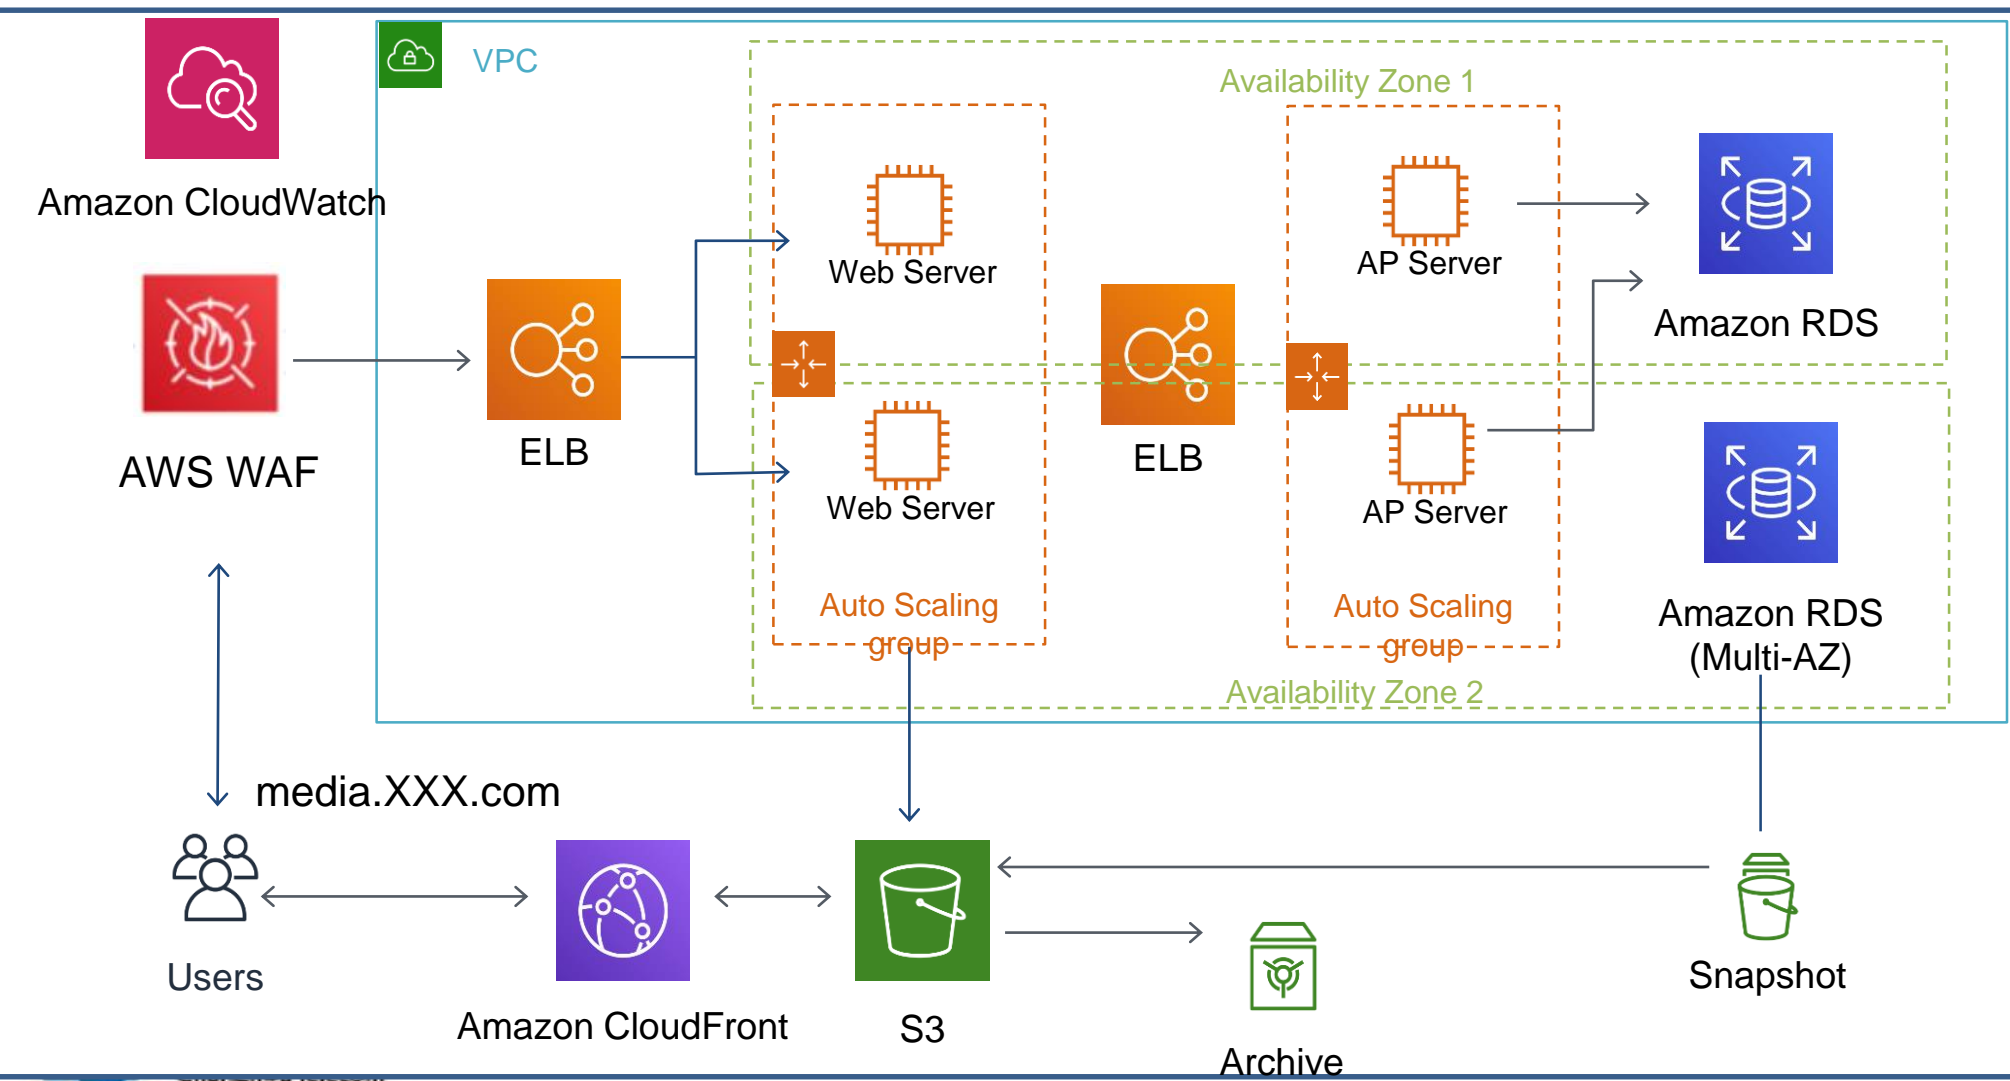 VPC
Availability Zone 1
Amazon CloudWatch
Web Server
AP Server
Amazon RDS
AWS WAF
ELB
ELB
Web Server
AP Server
Auto Scaling
group
Auto Scaling
group
Amazon RDS
(Multi-AZ)
Availability Zone 2
media.XXX.com
Users
Amazon CloudFront
S3
Archive
Snapshot